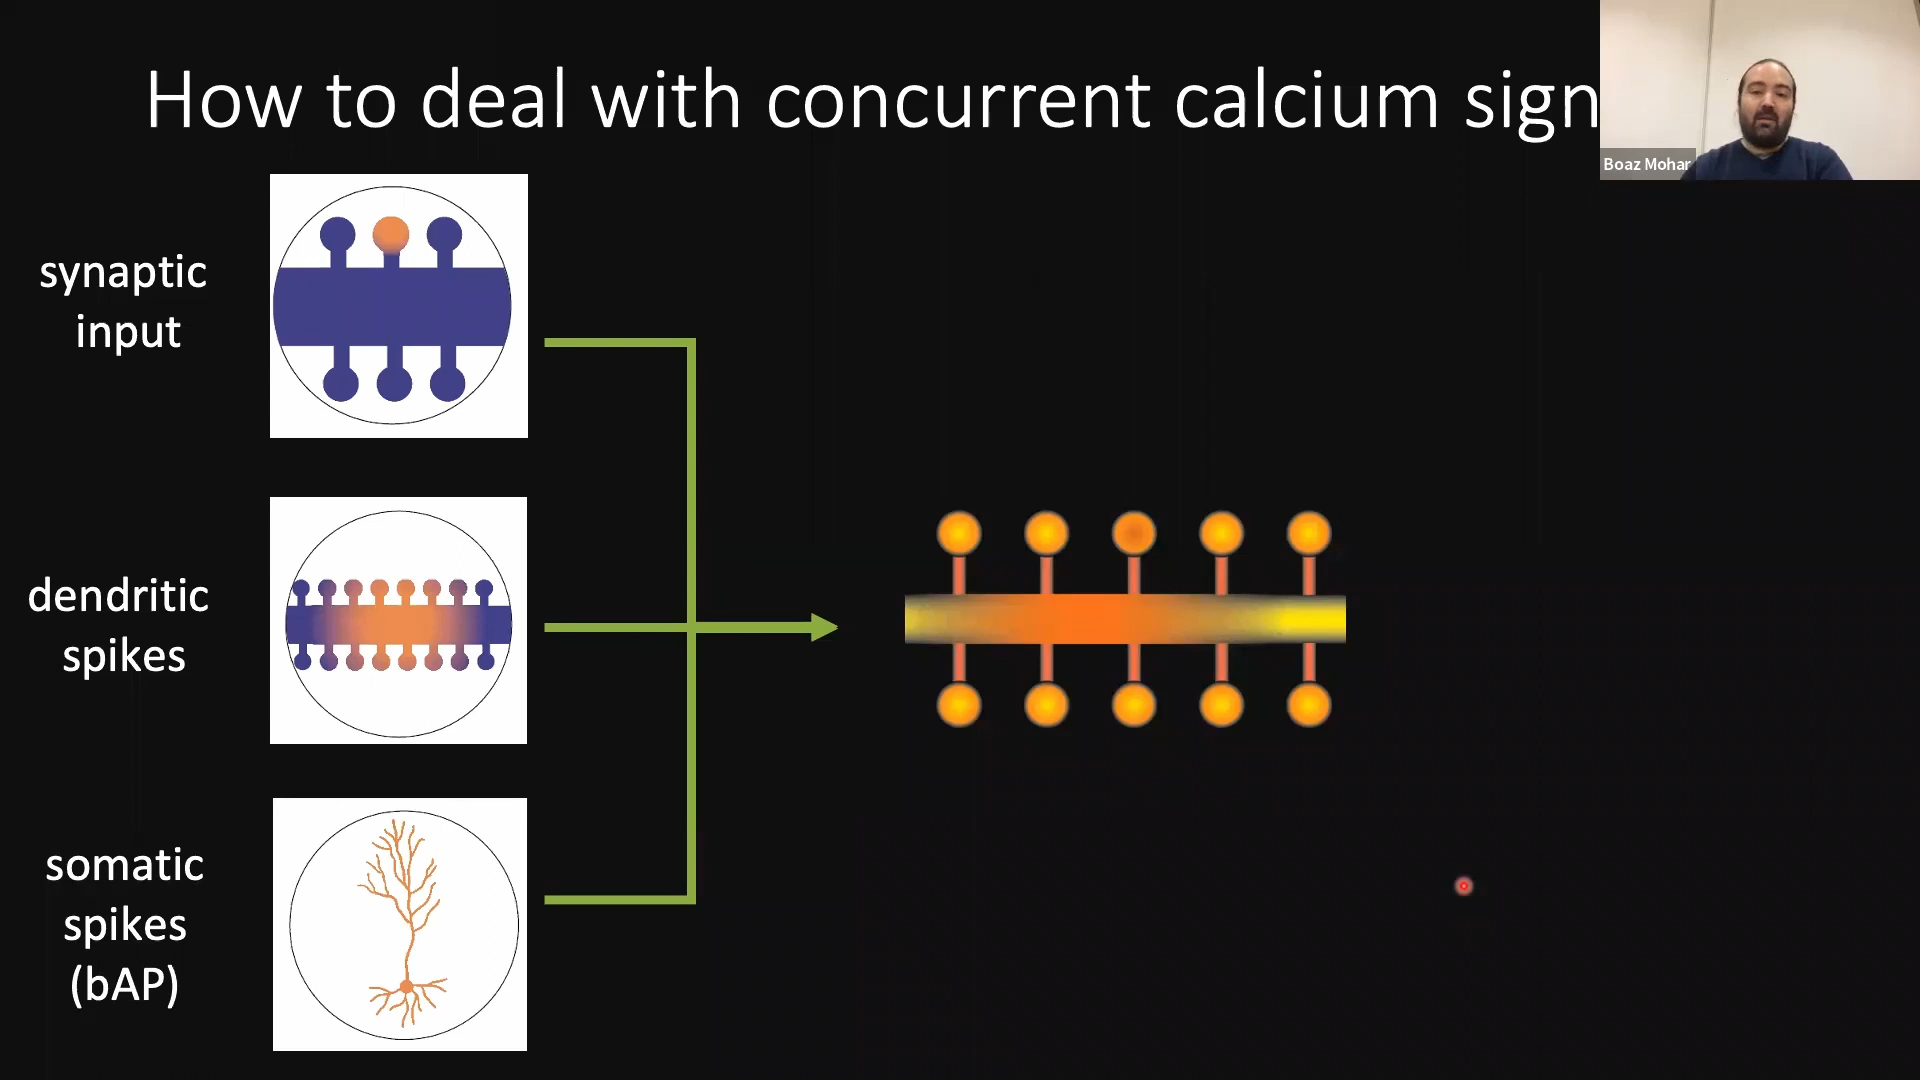 How to deal with concurrent calcium sign
Boaz Mohar
synaptic
input
dendritic
spikes
somatic
spikes
(bAP)